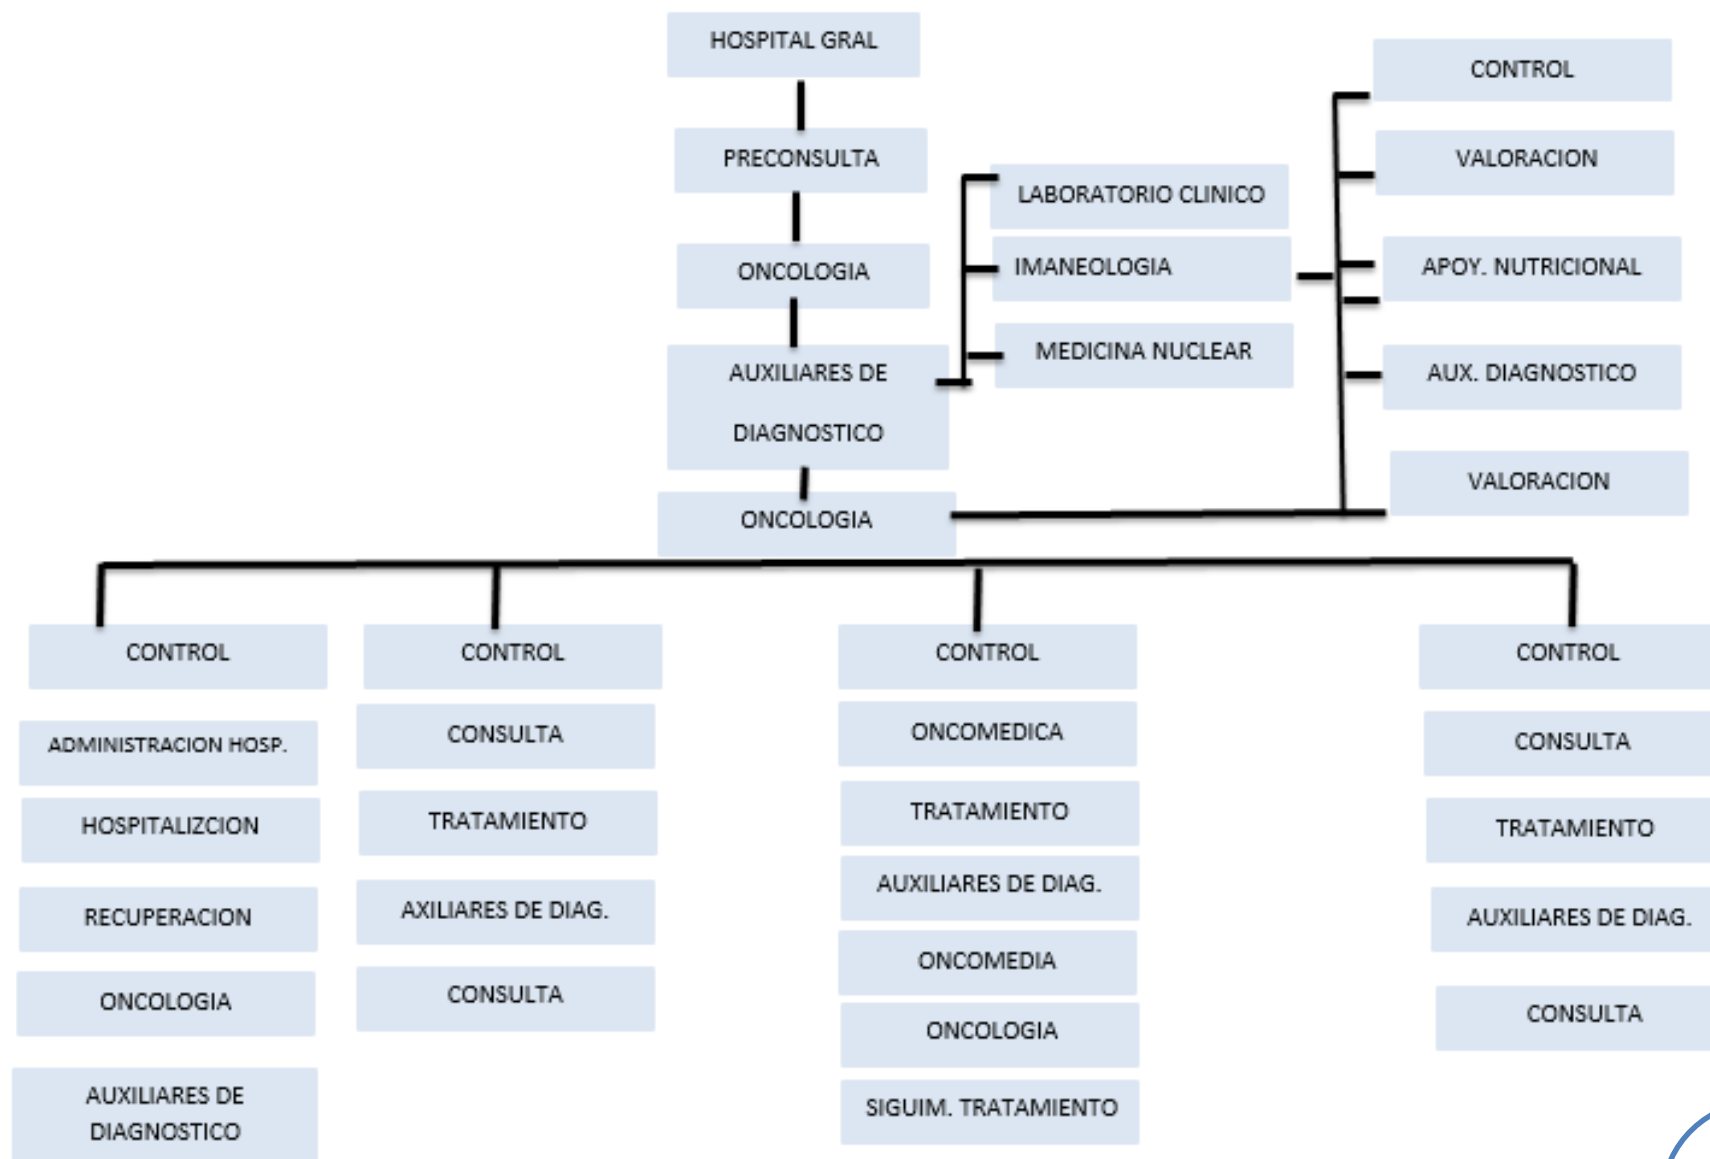 HOSPITAL GRAL
PRECONSULTA
ONCOLOGIA
AUXILIARES DE
DIAGNOSTICO
ONCOLOGIA
LABORATORIO CLINICO
IMANEOLOGIA
MEDICINA NUCLEAR
CONTROL
VALORACION
APOY. NUTRICIONAL
AUX. DIAGNOSTICO
VALORACION
CONTROL
ADMINISTRACION HOSP.
HOSPITALIZCION
RECUPERACION
ONCOLOGIA
AUXILIARES DE
DIAGNOSTICO
CONTROL
CONSULTA
TRATAMIENTO
AXILIARES DE DIAG.
CONSULTA
CONTROL
ONCOMEDICA
TRATAMIENTO
AUXILIARES DE DIAG.
ONCOMEDIA
ONCOLOGIA
SIGUIM. TRATAMIENTO
CONTROL
CONSULTA
TRATAMIENTO
AUXILIARES DE DIAG.
CONSULTA